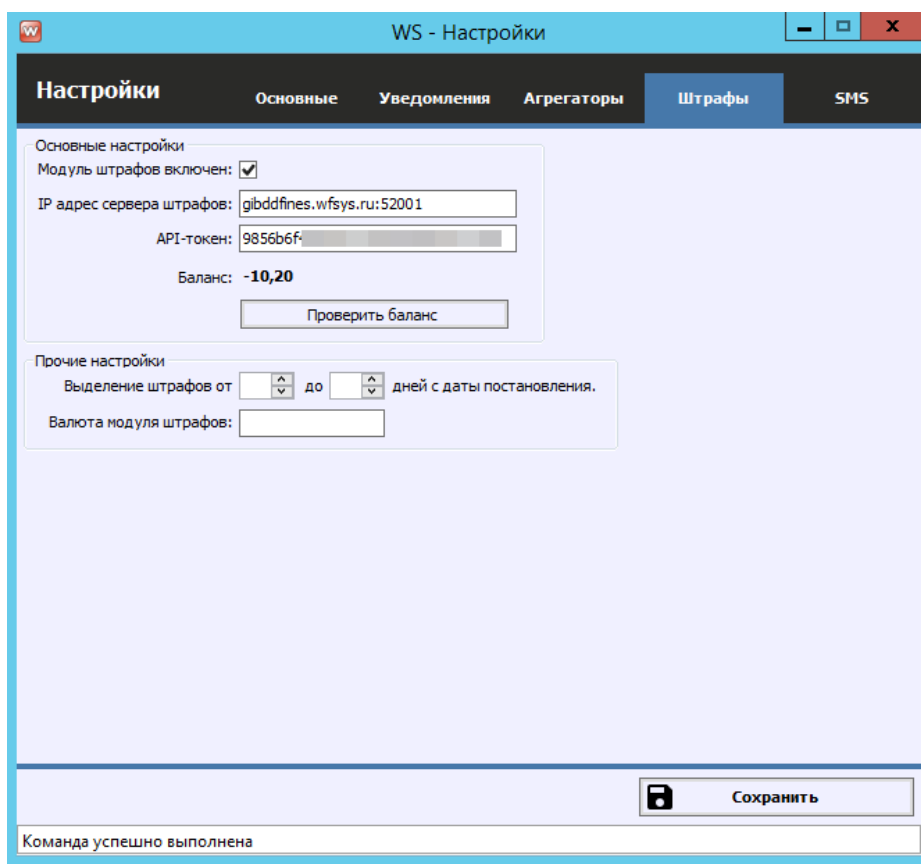 WS - Настройки
Настройки Основные Уведомления Агрегаторы Штрафы SMS
Основные настройки
Модуль штрафов включен:
IP адрес сервера штрафов: gibddfines.wfsys.ru:52001
API-токен: 9856b6f
Баланс: -10,20
Проверить баланс
Прочие настройки
Выделение штрафов от до дней с даты постановления.
Валюта модуля штрафов:
Сохранить
Команда успешно выполнена